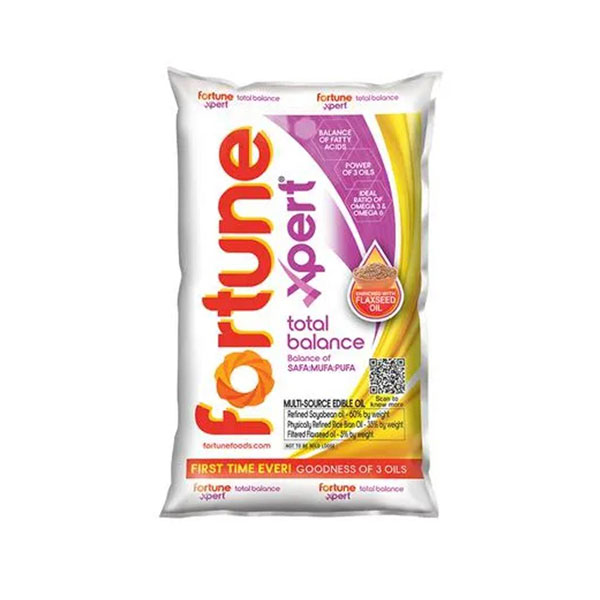 fortune fortune
xpert total balance xpert total balance
fortune
xpert®
total
balance
Balance of
SAFA:MUFA:PUFA
BALANCE
OF FATTY
ACIDS
POWER
OF 3 OILS
IDEAL
RATIO OF
OMEGA 3 &
OMEGA 6
ENRICHED WITH
FLAXSEED
OIL
Scan to
know more
MULTI-SOURCE EDIBLE OIL
Refined Soyabean oil - 60% by weight
Physically Refined Rice Bran Oil - 35% by weight
Filtered Flaxseed oil - 5% by weight
NOT TO BE SOLD LOOSE
fortunefoods.com
FIRST TIME EVER! GOODNESS OF 3 OILS
fortune fortune
xpert total balance xpert total balance